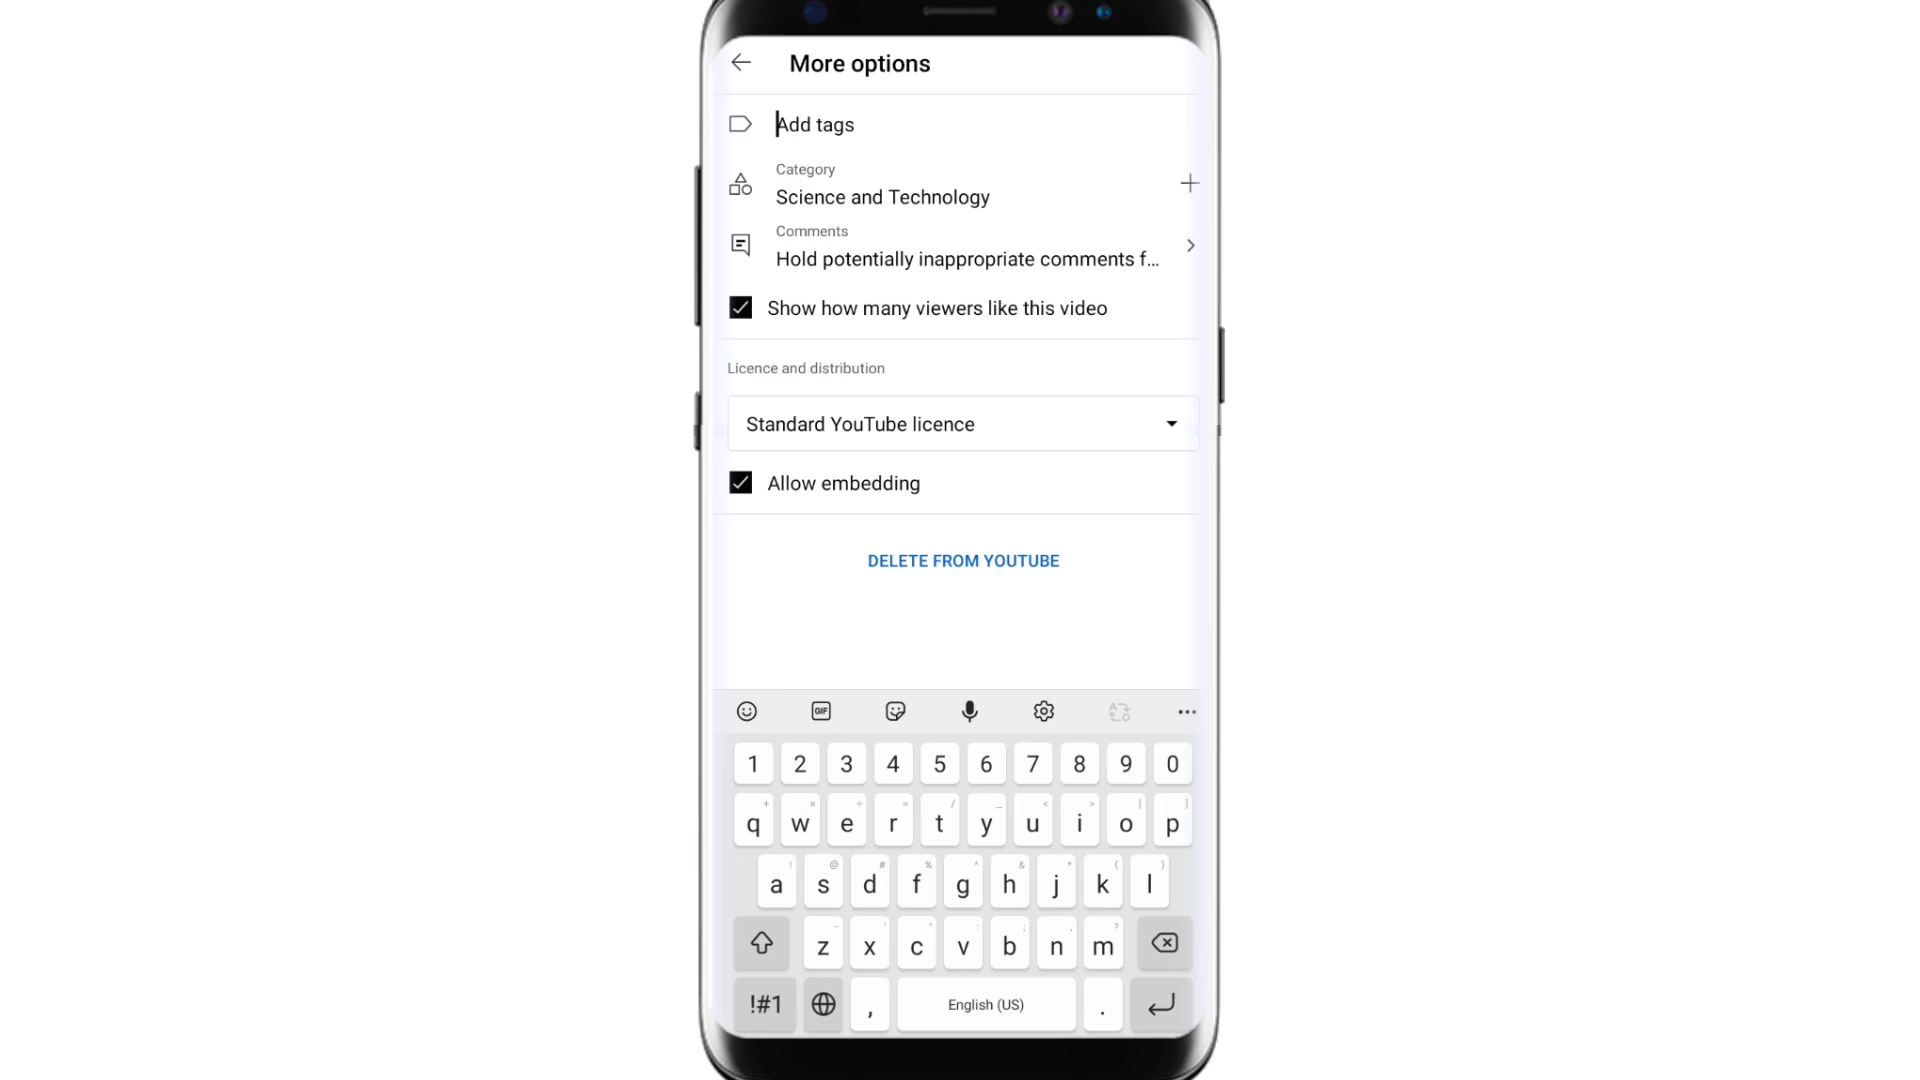 More options
Add tags
Category
Science and Technology
Comments
Hold potentially inappropriate comments f...
Show how many viewers like this video
Licence and distribution
Standard YouTube licence
Allow embedding
DELETE FROM YOUTUBE
GIF
1 2 3 4 5 6 7 8 9 0
q w e r t y u i o p
a s d f g h j k l
z x c v b n m
!#1 , English (US) .